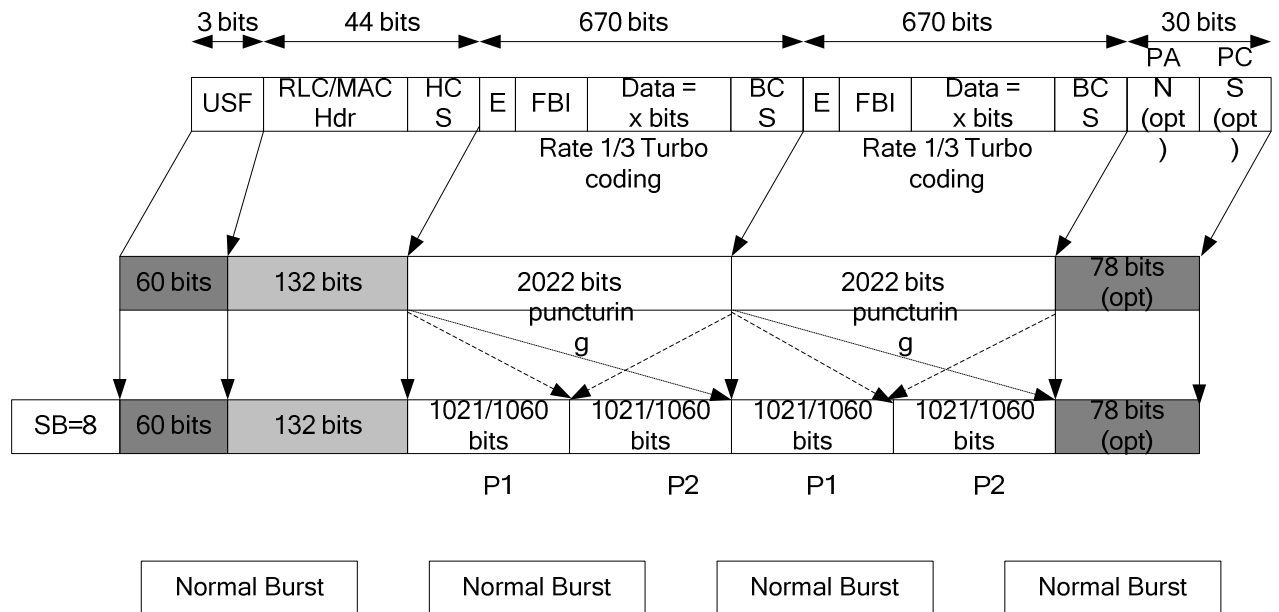 3 bits 44 bits 670 bits 670 bits 30 bits
USF RLC/MAC Hdr HC S E FBI Data = x bits BC S E FBI Data = x bits BC S PA N (opt ) PC S (opt )
Rate 1/3 Turbo coding Rate 1/3 Turbo coding
60 bits 132 bits 2022 bits puncturin g 2022 bits puncturin g 78 bits (opt)
SB=8 60 bits 132 bits 1021/1060 bits 1021/1060 bits 1021/1060 bits 1021/1060 bits 78 bits (opt)
P1 P2 P1 P2
Normal Burst Normal Burst Normal Burst Normal Burst